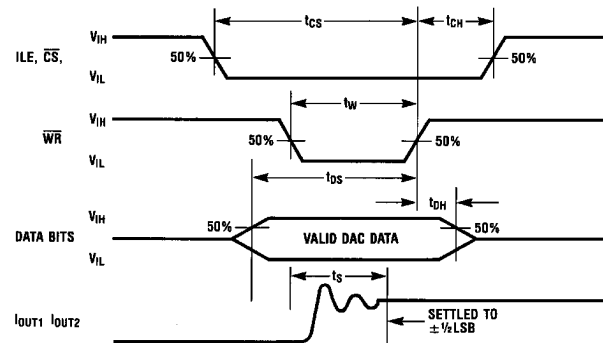 tCS
tCH
VIH
ILE, CS,
50%
50%
VIL
tW
VIH
WR
50%
50%
VIL
tDS
tDH
VIH
50%
50%
DATA BITS
VALID DAC DATA
VIL
tS
IOUT1 IOUT2
SETTLED TO
±½LSB